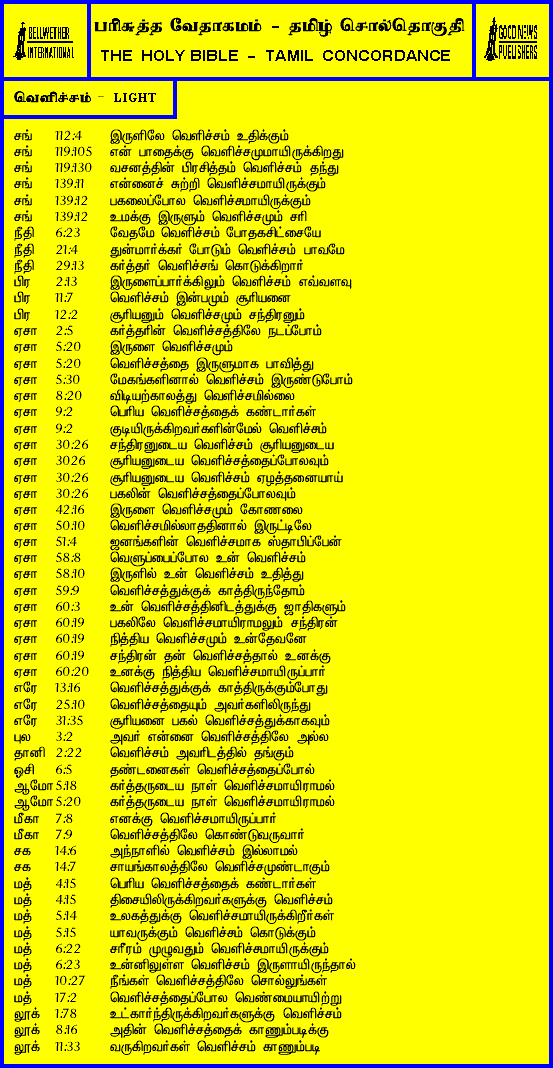 BELLWETHER
INTERNATIONAL
பரிசுத்த வேதாகமம் - தமிழ் சொல்தொகுதி
THE HOLY BIBLE - TAMIL CONCORDANCE
GOOD NEWS
PUBLISHERS
வெளிச்சம் - LIGHT
சங் 112:4 இருளிலே வெளிச்சம் உதிக்கும்
சங் 119:105 என் பாதைக்கு வெளிச்சமுமாயிருக்கிறது
சங் 119:130 வசனத்தின் பிரசித்தம் வெளிச்சம் தந்து
சங் 139:11 என்னைச் சுற்றி வெளிச்சமாயிருக்கும்
சங் 139:12 பகலைப்போல வெளிச்சமாயிருக்கும்
சங் 139:12 உமக்கு இருளும் வெளிச்சமும் சரி
நீதி 6:23 வேதமே வெளிச்சம் போதகசிட்சையே
நீதி 21:4 துன்மார்க்கர் போடும் வெளிச்சம் பாவமே
நீதி 29:13 கர்த்தர் வெளிச்சங் கொடுக்கிறார்
பிர 2:13 இருளைப்பார்க்கிலும் வெளிச்சம் எவ்வளவு
பிர 11:7 வெளிச்சம் இன்பமும் சூரியனை
பிர 12:2 சூரியனும் வெளிச்சமும் சந்திரனும்
ஏசா 2:5 கர்த்தரின் வெளிச்சத்திலே நடப்போம்
ஏசா 5:20 இருளை வெளிச்சமும்
ஏசா 5:20 வெளிச்சத்தை இருளுமாக பாவித்து
ஏசா 5:30 மேகங்களினால் வெளிச்சம் இருண்டுபோம்
ஏசா 8:20 விடியற்காலத்து வெளிச்சமில்லை
ஏசா 9:2 பெரிய வெளிச்சத்தைக் கண்டார்கள்
ஏசா 9:2 குடியிருக்கிறவர்களின்மேல் வெளிச்சம்
ஏசா 30:26 சந்திரனுடைய வெளிச்சம் சூரியனுடைய
ஏசா 3026 சூரியனுடைய வெளிச்சத்தைப்போலவும்
ஏசா 30:26 சூரியனுடைய வெளிச்சம் ஏழத்தனையாய்
ஏசா 30:26 பகலின் வெளிச்சத்தைப்போலவும்
ஏசா 42:16 இருளை வெளிச்சமும் கோணலை
ஏசா 50:10 வெளிச்சமில்லாததினால் இருட்டிலே
ஏசா 51:4 ஜனங்களின் வெளிச்சமாக ஸ்தாபிப்பேன்
ஏசா 58:8 வெளுப்பைப்போல உன் வெளிச்சம்
ஏசா 58:10 இருளில் உன் வெளிச்சம் உதித்து
ஏசா 59:9 வெளிச்சத்துக்குக் காத்திருந்தோம்
ஏசா 60:3 உன் வெளிச்சத்தினிடத்துக்கு ஜாதிகளும்
ஏசா 60:19 பகலிலே வெளிச்சமாயிராமலும் சந்திரன்
ஏசா 60:19 நித்திய வெளிச்சமும் உன்தேவனே
ஏசா 60:19 சந்திரன் தன் வெளிச்சத்தால் உனக்கு
ஏசா 60:20 உனக்கு நித்திய வெளிச்சமாயிருப்பார்
எரே 13:16 வெளிச்சத்துக்குக் காத்திருக்கும்போது
எரே 25:10 வெளிச்சத்தையும் அவர்களிலிருந்து
எரே 31:35 சூரியனை பகல் வெளிச்சத்துக்காகவும்
புல 3:2 அவர் என்னை வெளிச்சத்திலே அல்ல
தானி 2:22 வெளிச்சம் அவரிடத்தில் தங்கும்
ஓசி 6:5 தண்டனைகள் வெளிச்சத்தைப்போல்
ஆமோ 5:18 கர்த்தருடைய நாள் வெளிச்சமாயிராமல்
ஆமோ 5:20 கர்த்தருடைய நாள் வெளிச்சமாயிராமல்
மீகா 7:8 எனக்கு வெளிச்சமாயிருப்பார்
மீகா 7:9 வெளிச்சத்திலே கொண்டுவருவார்
சக 14:6 அந்நாளில் வெளிச்சம் இல்லாமல்
சக 14:7 சாயங்காலத்திலே வெளிச்சமுண்டாகும்
மத் 4:15 பெரிய வெளிச்சத்தைக் கண்டார்கள்
மத் 4:15 திசையிலிருக்கிறவர்களுக்கு வெளிச்சம்
மத் 5:14 உலகத்துக்கு வெளிச்சமாயிருக்கிறீர்கள்
மத் 5:15 யாவருக்கும் வெளிச்சம் கொடுக்கும்
மத் 6:22 சரீரம் முழுவதும் வெளிச்சமாயிருக்கும்
மத் 6:23 உன்னிலுள்ள வெளிச்சம் இருளாயிருந்தால்
மத் 10:27 நீங்கள் வெளிச்சத்திலே சொல்லுங்கள்
மத் 17:2 வெளிச்சத்தைப்போல வெண்மையாயிற்று
லூக் 1:78 உட்கார்ந்திருக்கிறவர்களுக்கு வெளிச்சம்
லூக் 8:16 அதின் வெளிச்சத்தைக் காணும்படிக்கு
லூக் 11:33 வருகிறவர்கள் வெளிச்சம் காணும்படி